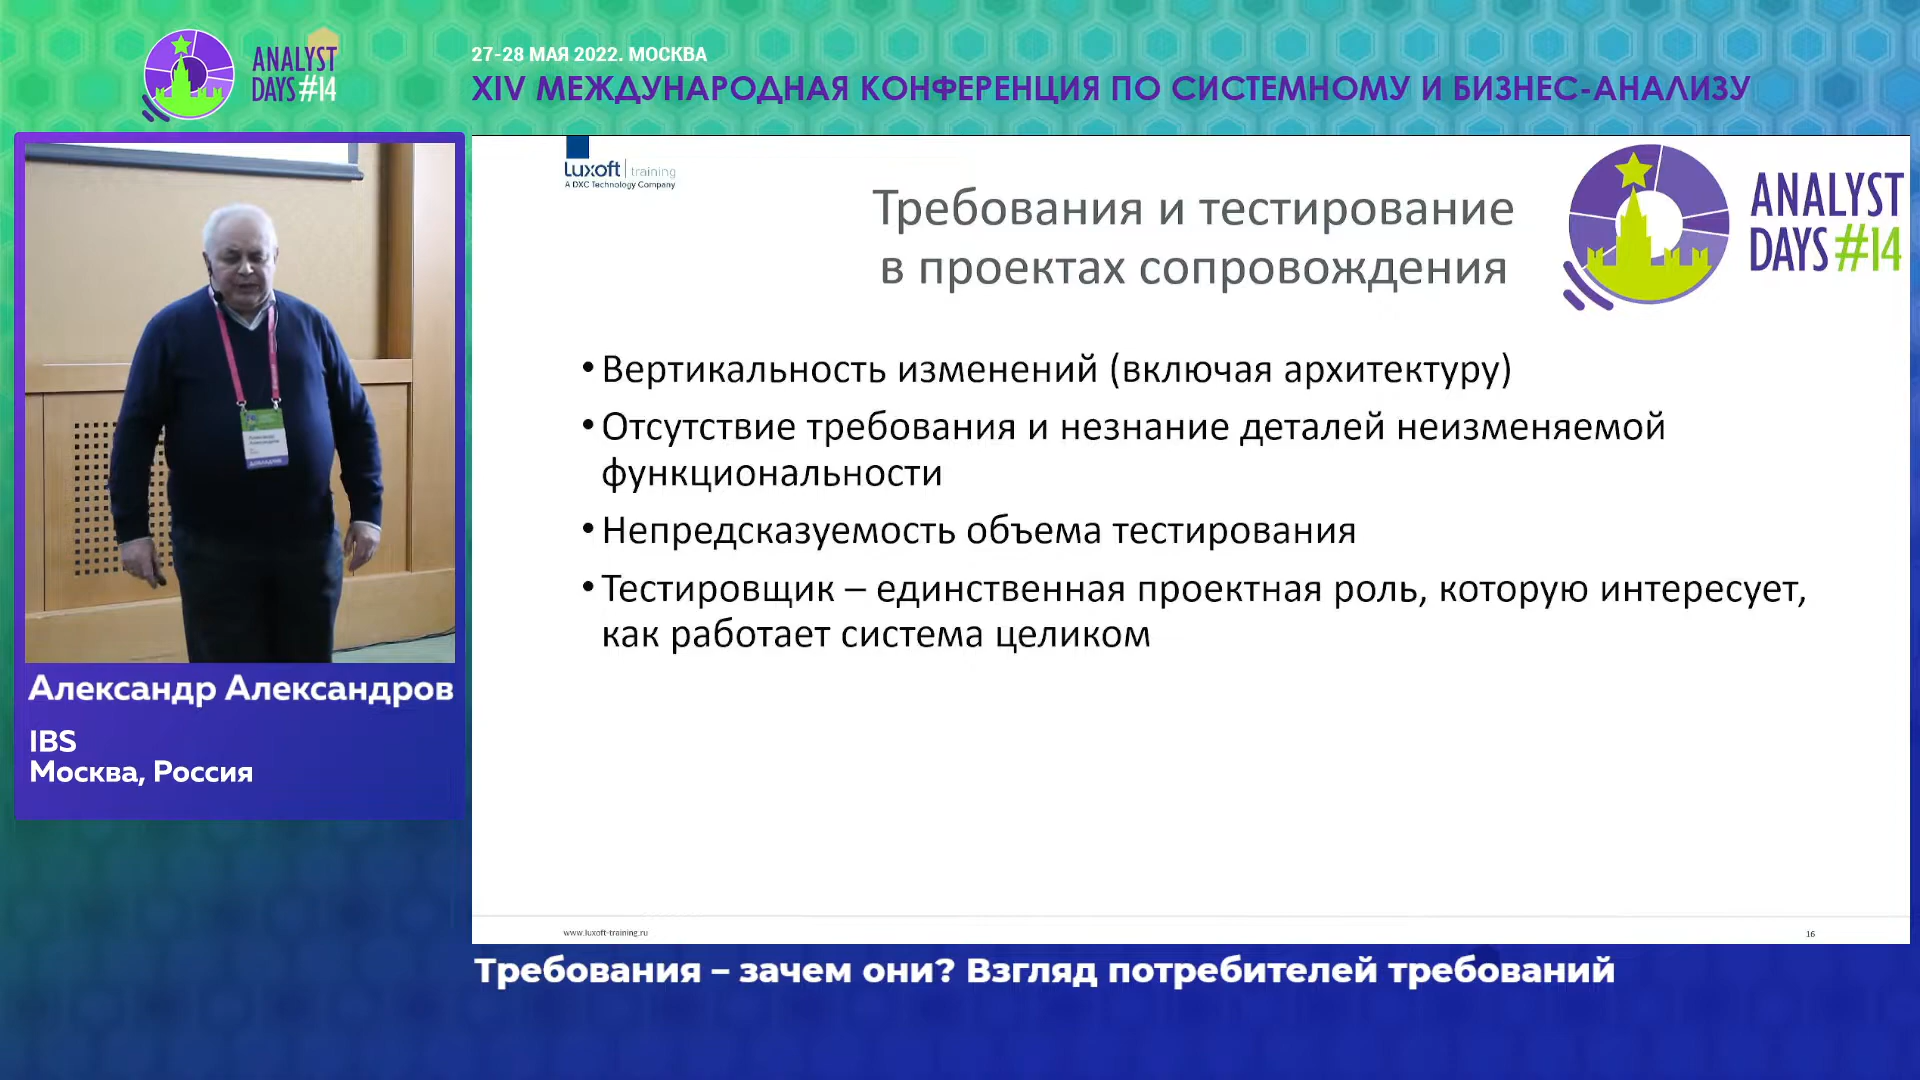 ANALYST
DAYS #14
27-28 МАЯ 2022. МОСКВА
XIV МЕЖДУНАРОДНАЯ КОНФЕРЕНЦИЯ ПО СИСТЕМНОМУ И БИЗНЕС-АНАЛИЗУ
Luxoft training
A DXC Technology Company
Требования и тестирование
в проектах сопровождения
ANALYST
DAYS #14
• Вертикальность изменений (включая архитектуру)
• Отсутствие требования и незнание деталей неизменяемой
функциональности
• Непредсказуемость объема тестирования
• Тестировщик – единственная проектная роль, которую интересует,
как работает система целиком
www.luxoft-training.ru
16
Александр Александров
IBS
Москва, Россия
Требования – зачем они? Взгляд потребителей требований